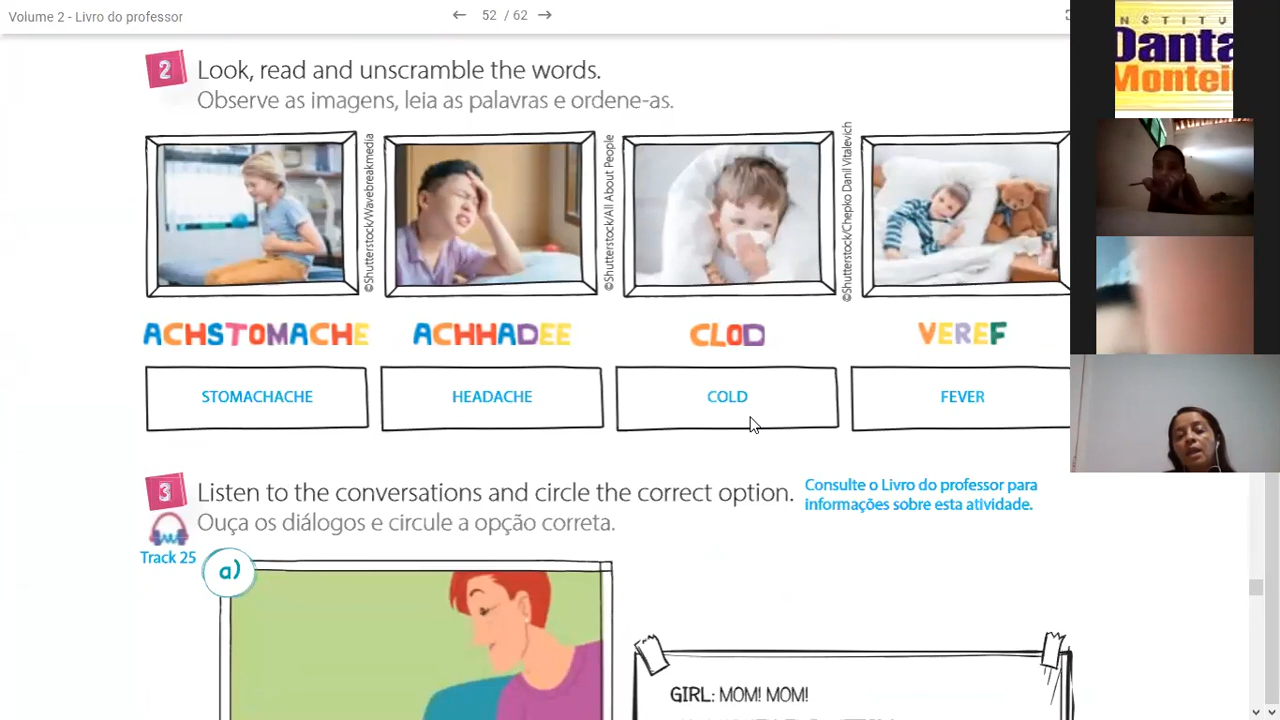 Volume 2 - Livro do professor
52 / 62
2
Look, read and unscramble the words.
Observe as imagens, leia as palavras e ordene-as.
©Shutterstock/Wavebreakmedia
©Shutterstock/All About People
©Shutterstock/Chepko Danil Vitalevich
ACHSTOMACHE
ACHHADEE
CLOD
VEREF
STOMACHACHE
HEADACHE
COLD
FEVER
3
Listen to the conversations and circle the correct option.
Ouça os diálogos e circule a opção correta.
Consulte o Livro do professor para
informações sobre esta atividade.
Track 25
a)
GIRL: MOM! MOM!
NSTITU
Danta
Montei